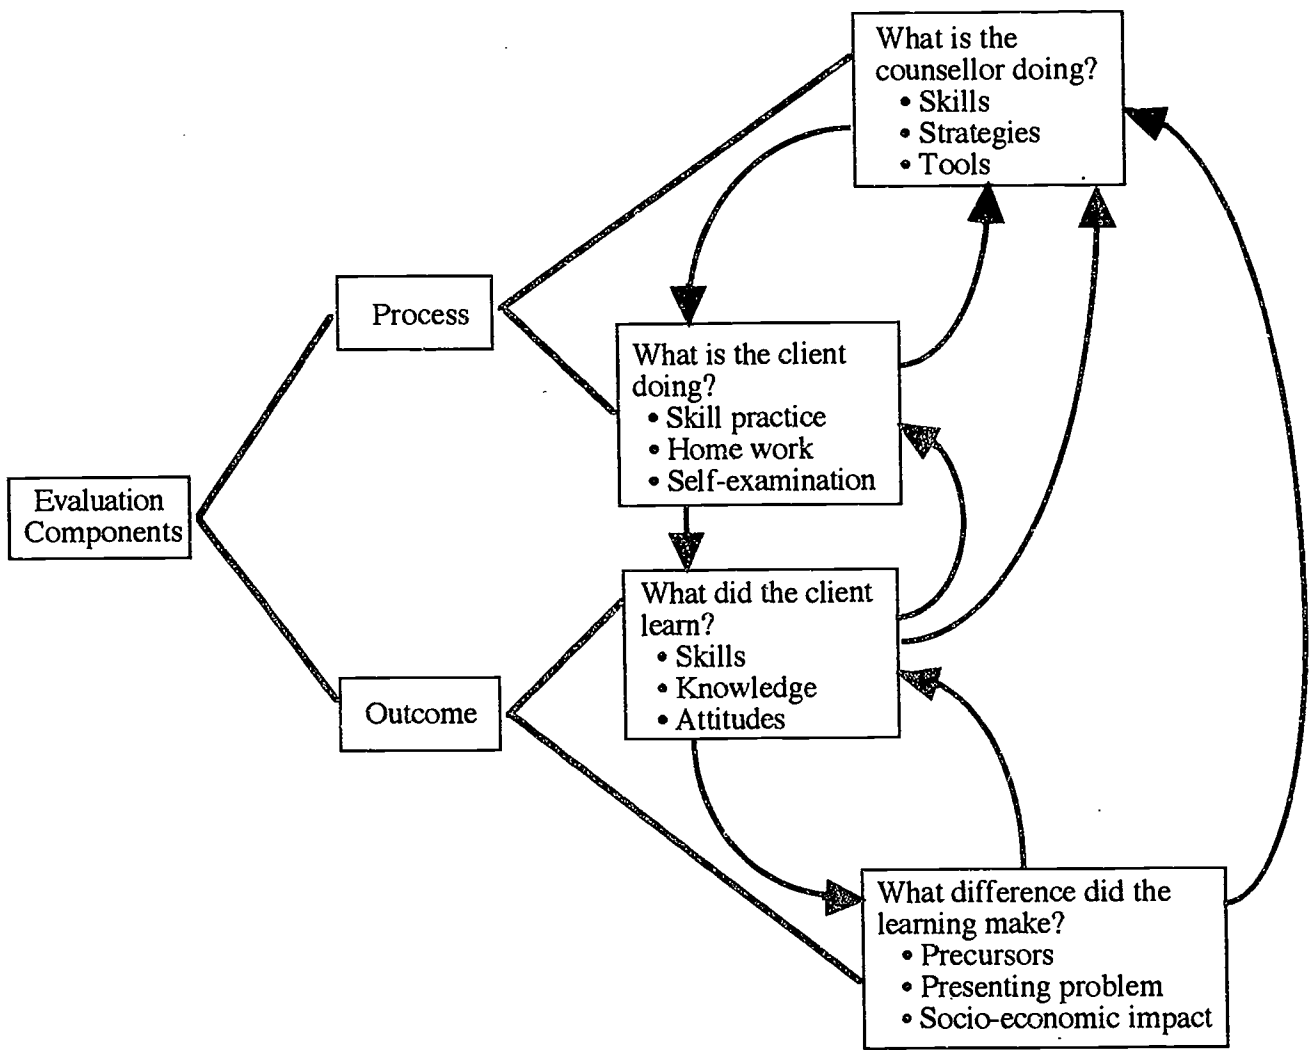 What is the
counsellor doing?
• Skills
• Strategies
• Tools
Process
What is the client
doing?
• Skill practice
• Home work
• Self-examination
Evaluation
Components
What did the client
learn?
• Skills
• Knowledge
• Attitudes
Outcome
What difference did the
learning make?
• Precursors
• Presenting problem
• Socio-economic impact